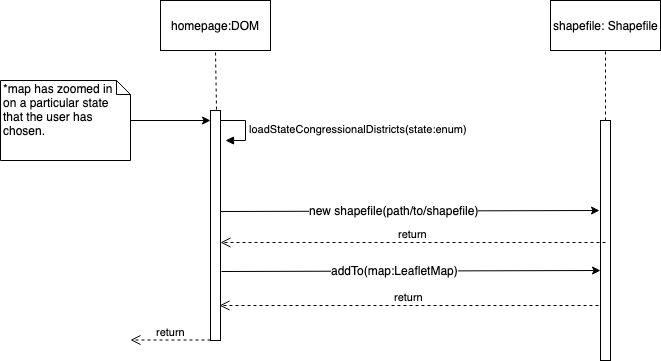 homepage:DOM
shapefile: Shapefile
*map has zoomed in
on a particular state
that the user has
chosen.
loadStateCongressionalDistricts(state:enum)
new shapefile(path/to/shapefile)
return
addTo(map:LeafletMap)
return
return